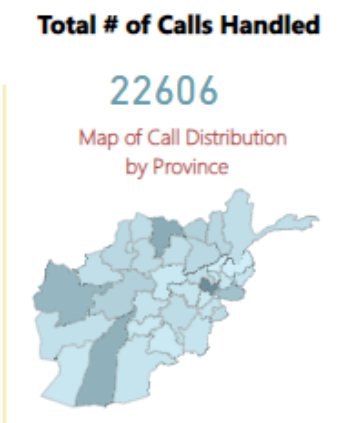 Total # of Calls Handled
22606
Map of Call Distribution
by Province